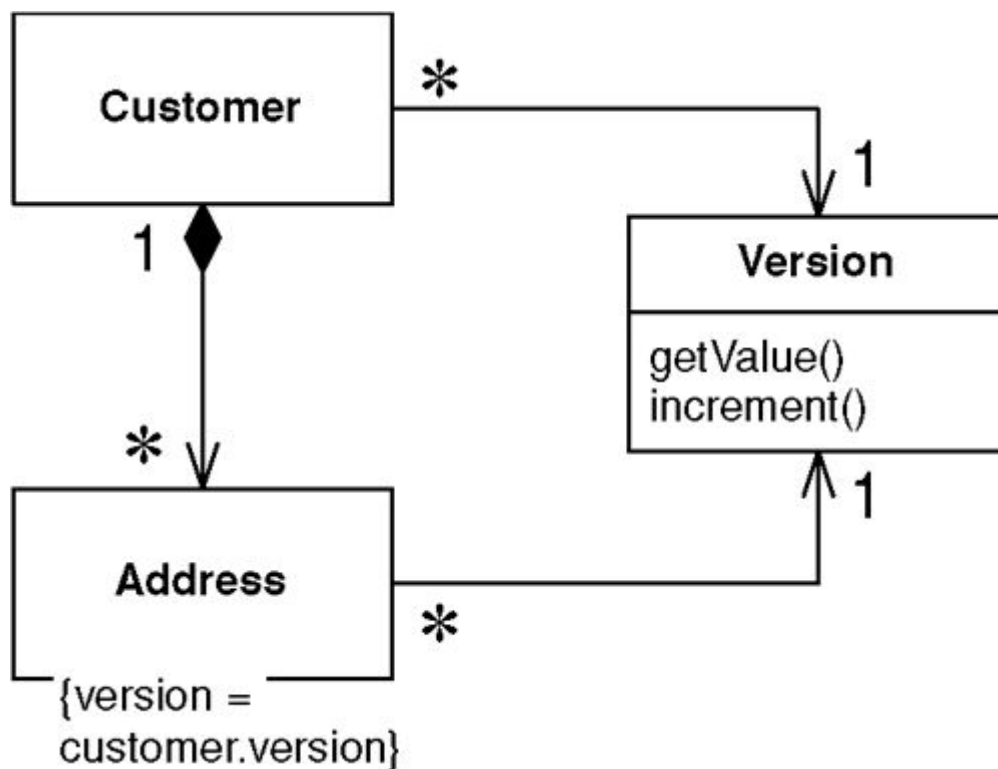 Customer
*
1
1
Version
getValue()
increment()
*
1
Address
*
{version =
customer.version}